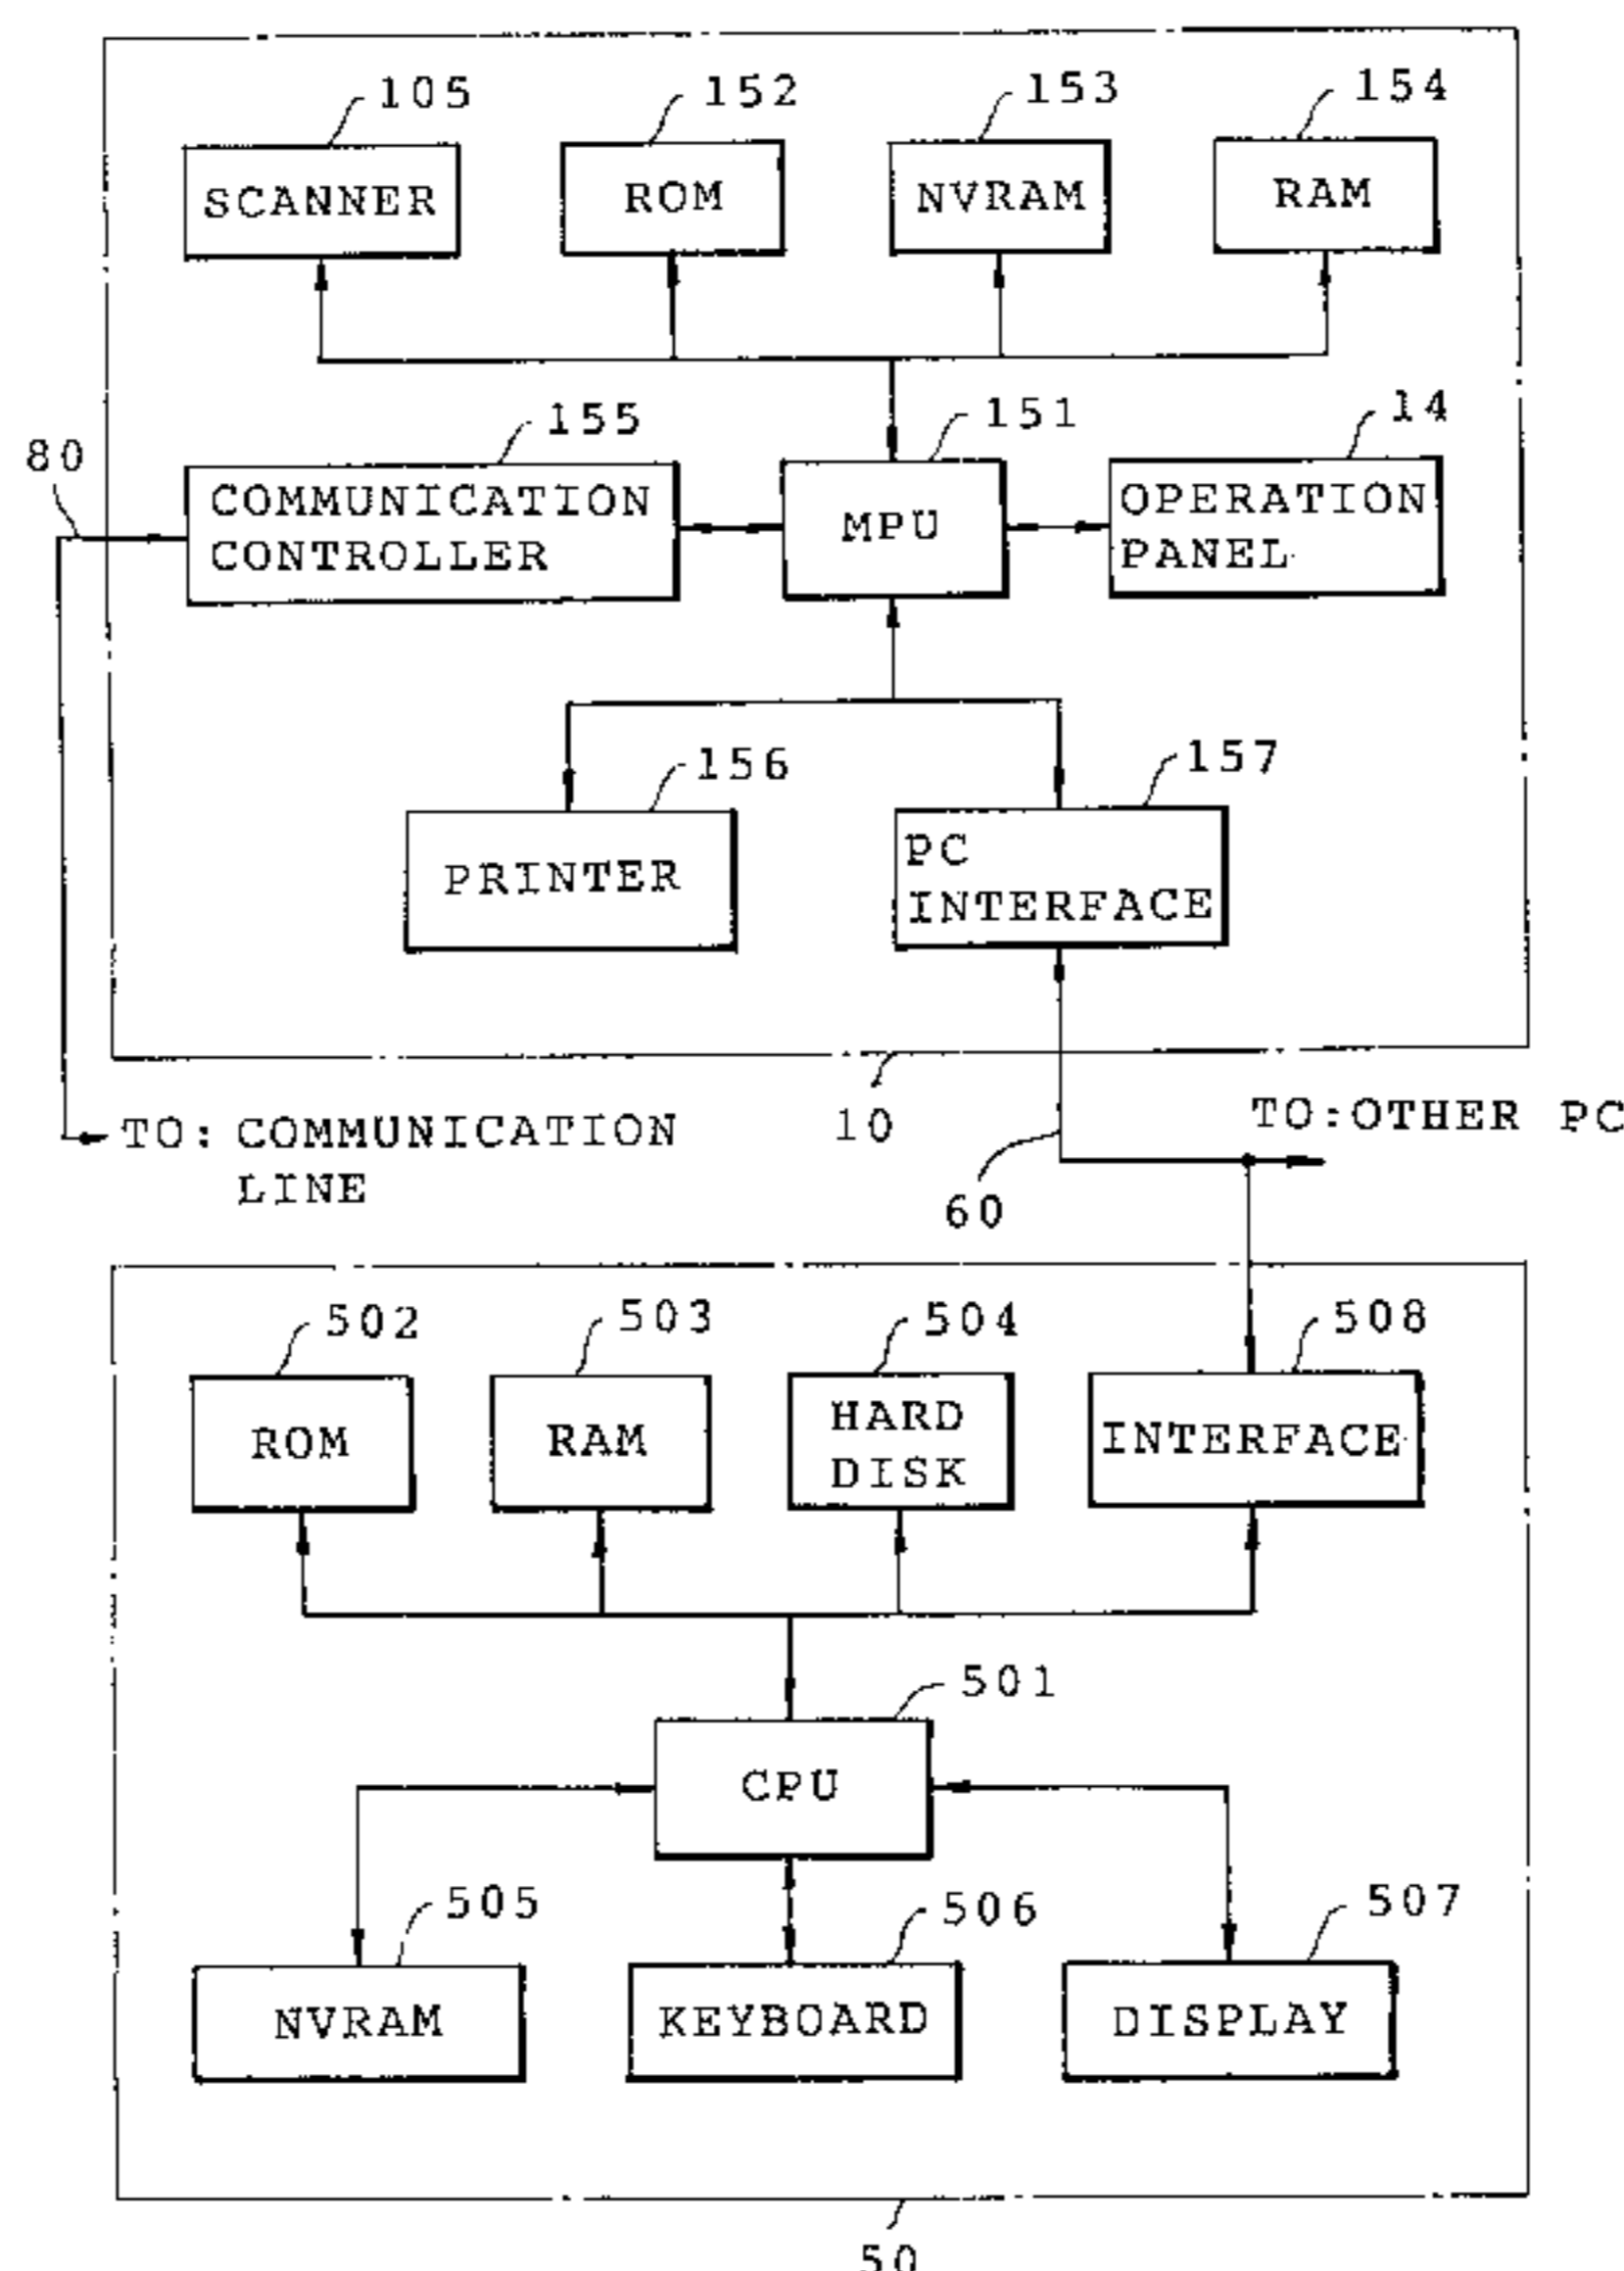 105
152
153
154
SCANNER
ROM
NVRAM
RAM
80
155
151
14
COMMUNICATION
CONTROLLER
MPU
OPERATION
PANEL
156
157
PRINTER
PC
INTERFACE
10
TO: COMMUNICATION
LINE
TO:OTHER PC
60
502
503
504
508
ROM
RAM
HARD
DISK
INTERFACE
501
CPU
505
506
507
NVRAM
KEYBOARD
DISPLAY
50